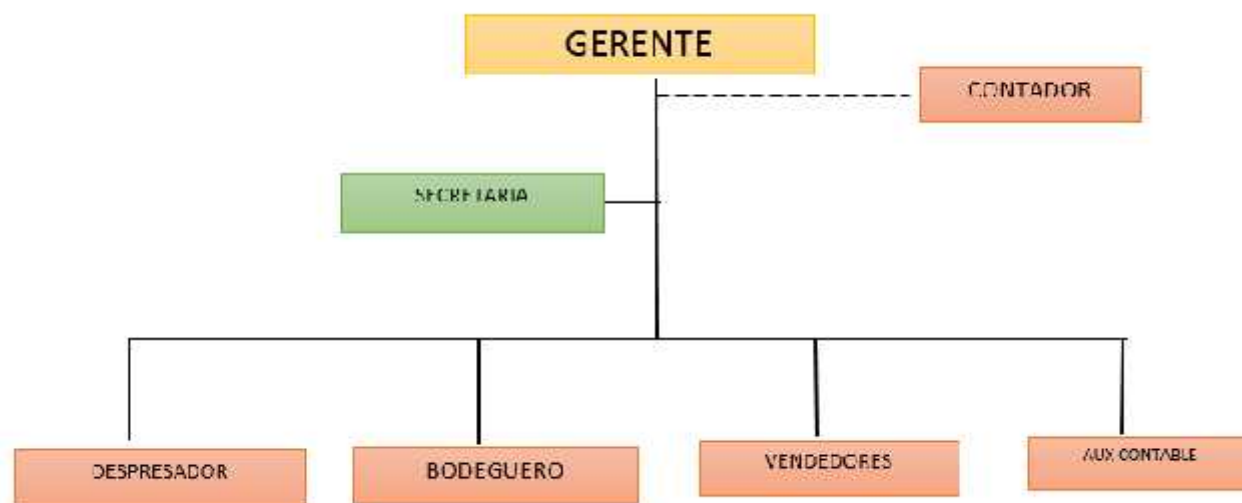 GERENTE
CONTADOR
SECRETARIA
DESPRESADOR
BODEGUERO
VENDEDORES
AUX CONTABLE